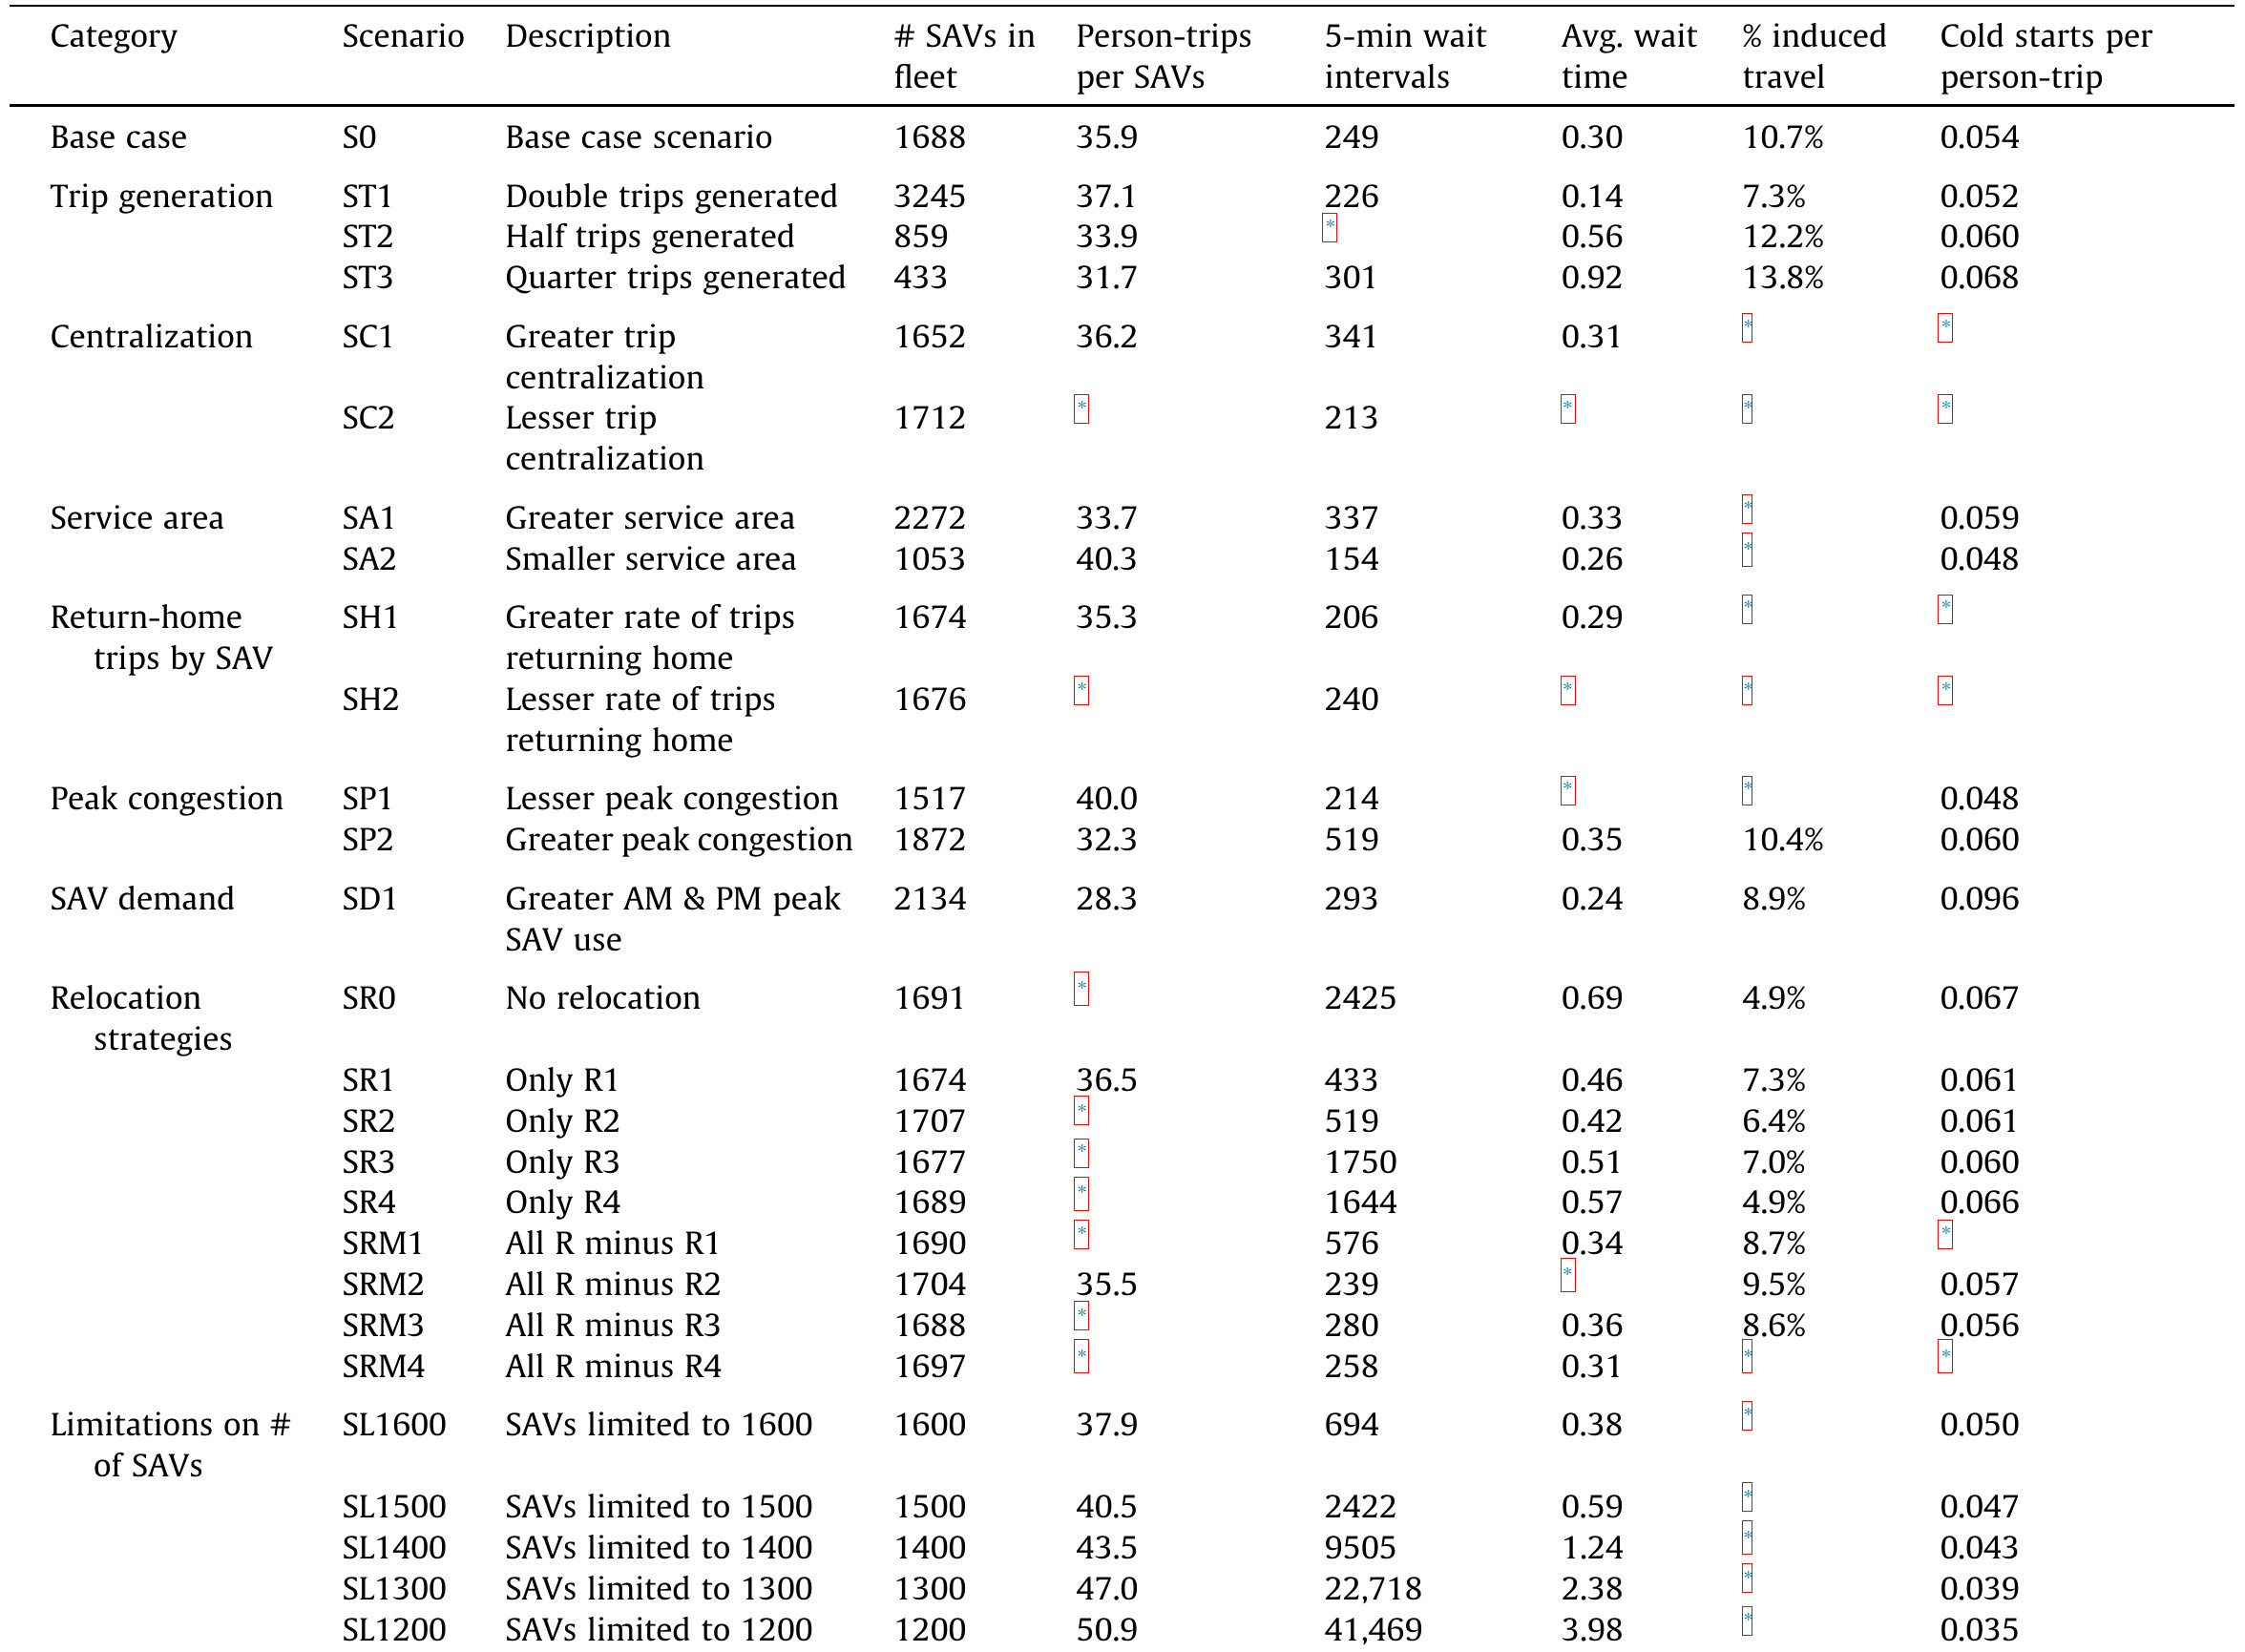 Category Scenario Description # SAVs in Person-trips 5-min wait Avg. wait % induced Cold starts per
fleet per SAVs intervals time travel person-trip
Base case S0 Base case scenario 1688 35.9 249 0.30 10.7% 0.054
Trip generation ST1 Double trips generated 3245 37.1 226 0.14 7.3% 0.052
ST2 Half trips generated 859 33.9 * 0.56 12.2% 0.060
ST3 Quarter trips generated 433 31.7 301 0.92 13.8% 0.068
Centralization SC1 Greater trip 1652 36.2 341 0.31 * *
centralization
SC2 Lesser trip 1712 * 213 * * *
centralization
Service area SA1 Greater service area 2272 33.7 337 0.33 * 0.059
SA2 Smaller service area 1053 40.3 154 0.26 * 0.048
Return-home SH1 Greater rate of trips 1674 35.3 206 0.29 * *
trips by SAV returning home
SH2 Lesser rate of trips 1676 * 240 * * *
returning home
Peak congestion SP1 Lesser peak congestion 1517 40.0 214 * * 0.048
SP2 Greater peak congestion 1872 32.3 519 0.35 10.4% 0.060
SAV demand SD1 Greater AM & PM peak 2134 28.3 293 0.24 8.9% 0.096
SAV use
Relocation SR0 No relocation 1691 * 2425 0.69 4.9% 0.067
strategies
SR1 Only R1 1674 36.5 433 0.46 7.3% 0.061
SR2 Only R2 1707 * 519 0.42 6.4% 0.061
SR3 Only R3 1677 * 1750 0.51 7.0% 0.060
SR4 Only R4 1689 * 1644 0.57 4.9% 0.066
SRM1 All R minus R1 1690 * 576 0.34 8.7% *
SRM2 All R minus R2 1704 35.5 239 * 9.5% 0.057
SRM3 All R minus R3 1688 * 280 0.36 8.6% 0.056
SRM4 All R minus R4 1697 * 258 0.31 * *
Limitations on # SL1600 SAVs limited to 1600 1600 37.9 694 0.38 * 0.050
of SAVs
SL1500 SAVs limited to 1500 1500 40.5 2422 0.59 * 0.047
SL1400 SAVs limited to 1400 1400 43.5 9505 1.24 * 0.043
SL1300 SAVs limited to 1300 1300 47.0 22,718 2.38 * 0.039
SL1200 SAVs limited to 1200 1200 50.9 41,469 3.98 * 0.035